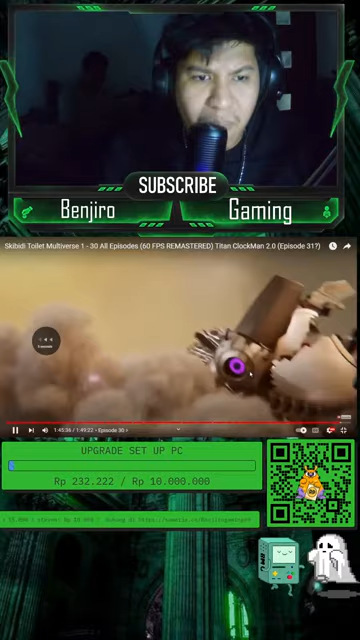 SUBSCRIBE
Benjiro Gaming
Skibidi Toilet Multiverse 1 - 30 All Episodes (60 FPS REMASTERED) Titan ClockMan 2.0 (Episode 31?)
1:45:36 / 1:49:22 • Episode 30 >
UPGRADE SET UP PC
Rp 232.222 / Rp 10.000.000